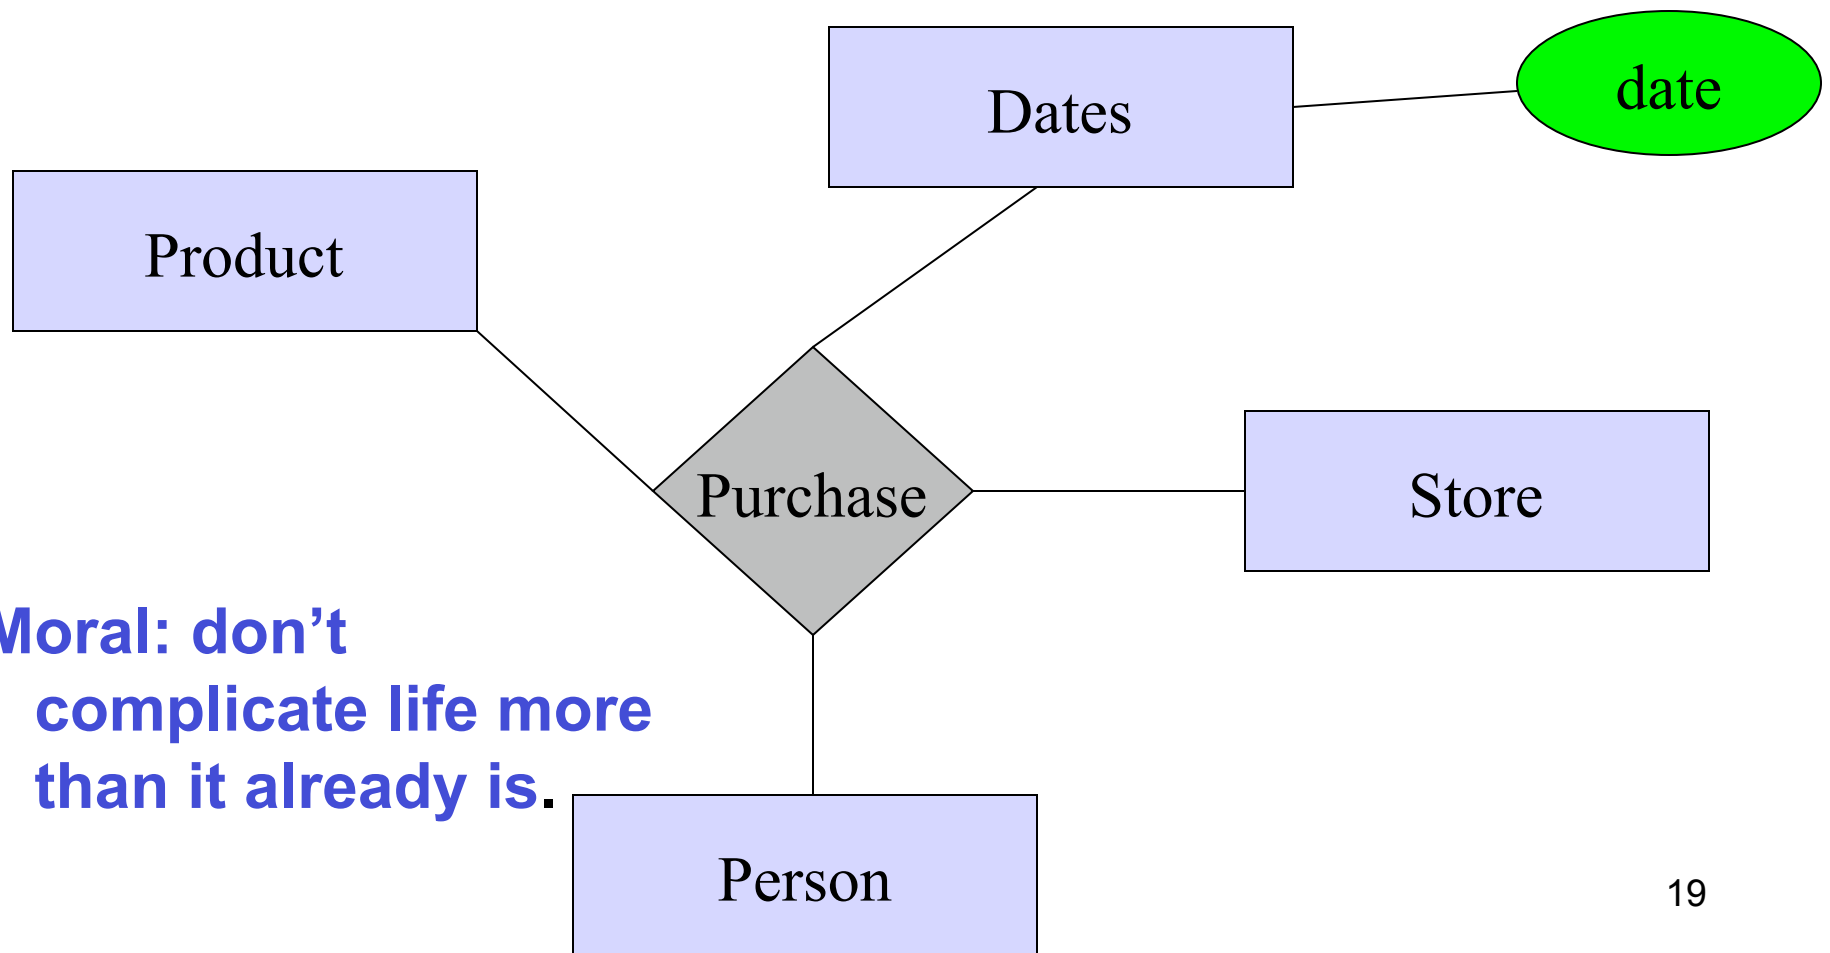 Dates
date
Product
Purchase
Store
Moral: don’t
complicate life more
than it already is.
Person
19